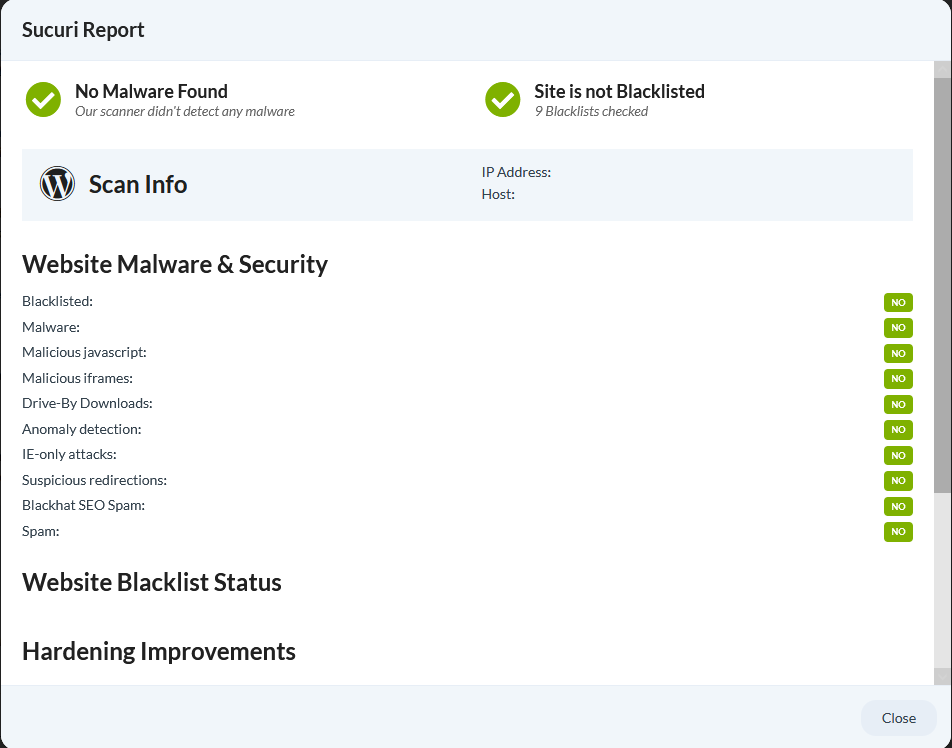 Sucuri Report
No Malware Found
Our scanner didn't detect any malware
Site is not Blacklisted
9 Blacklists checked
Scan Info
IP Address:
Host:
Website Malware & Security
Blacklisted: NO
Malware: NO
Malicious javascript: NO
Malicious iframes: NO
Drive-By Downloads: NO
Anomaly detection: NO
IE-only attacks: NO
Suspicious redirections: NO
Blackhat SEO Spam: NO
Spam: NO
Website Blacklist Status
Hardening Improvements
Close